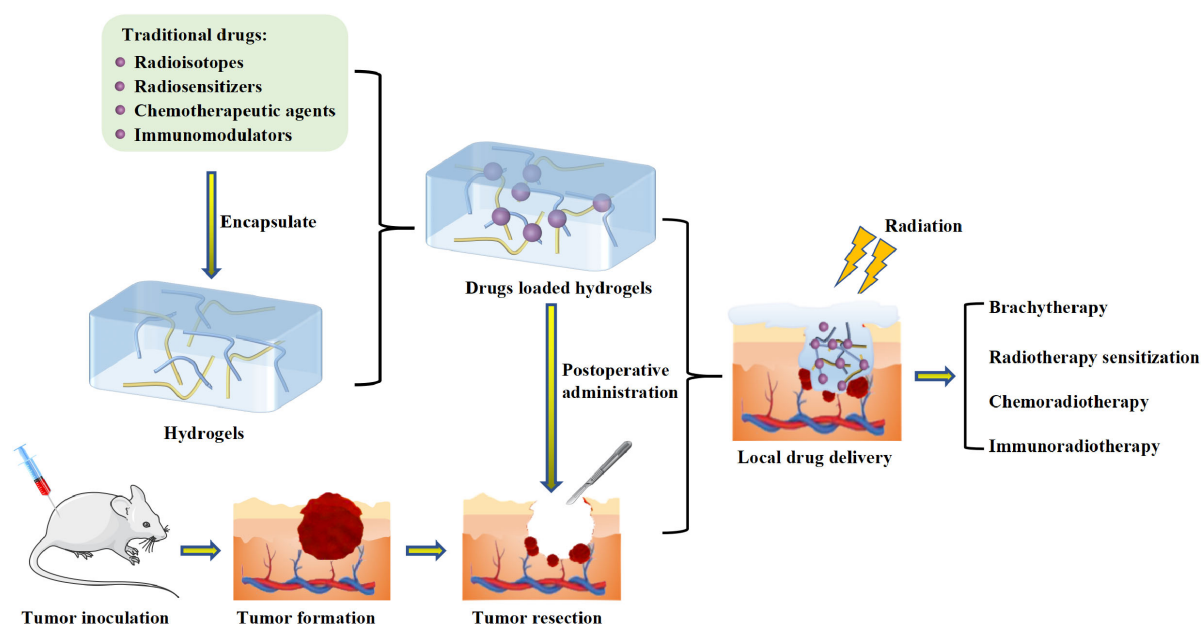 Traditional drugs:
Radioisotopes
Radiosensitizers
Chemotherapeutic agents
Immunomodulators
Encapsulate
Hydrogels
Drugs loaded hydrogels
Postoperative
administration
Radiation
Local drug delivery
Brachytherapy
Radiotherapy sensitization
Chemoradiotherapy
Immunoradiotherapy
Tumor inoculation
Tumor formation
Tumor resection